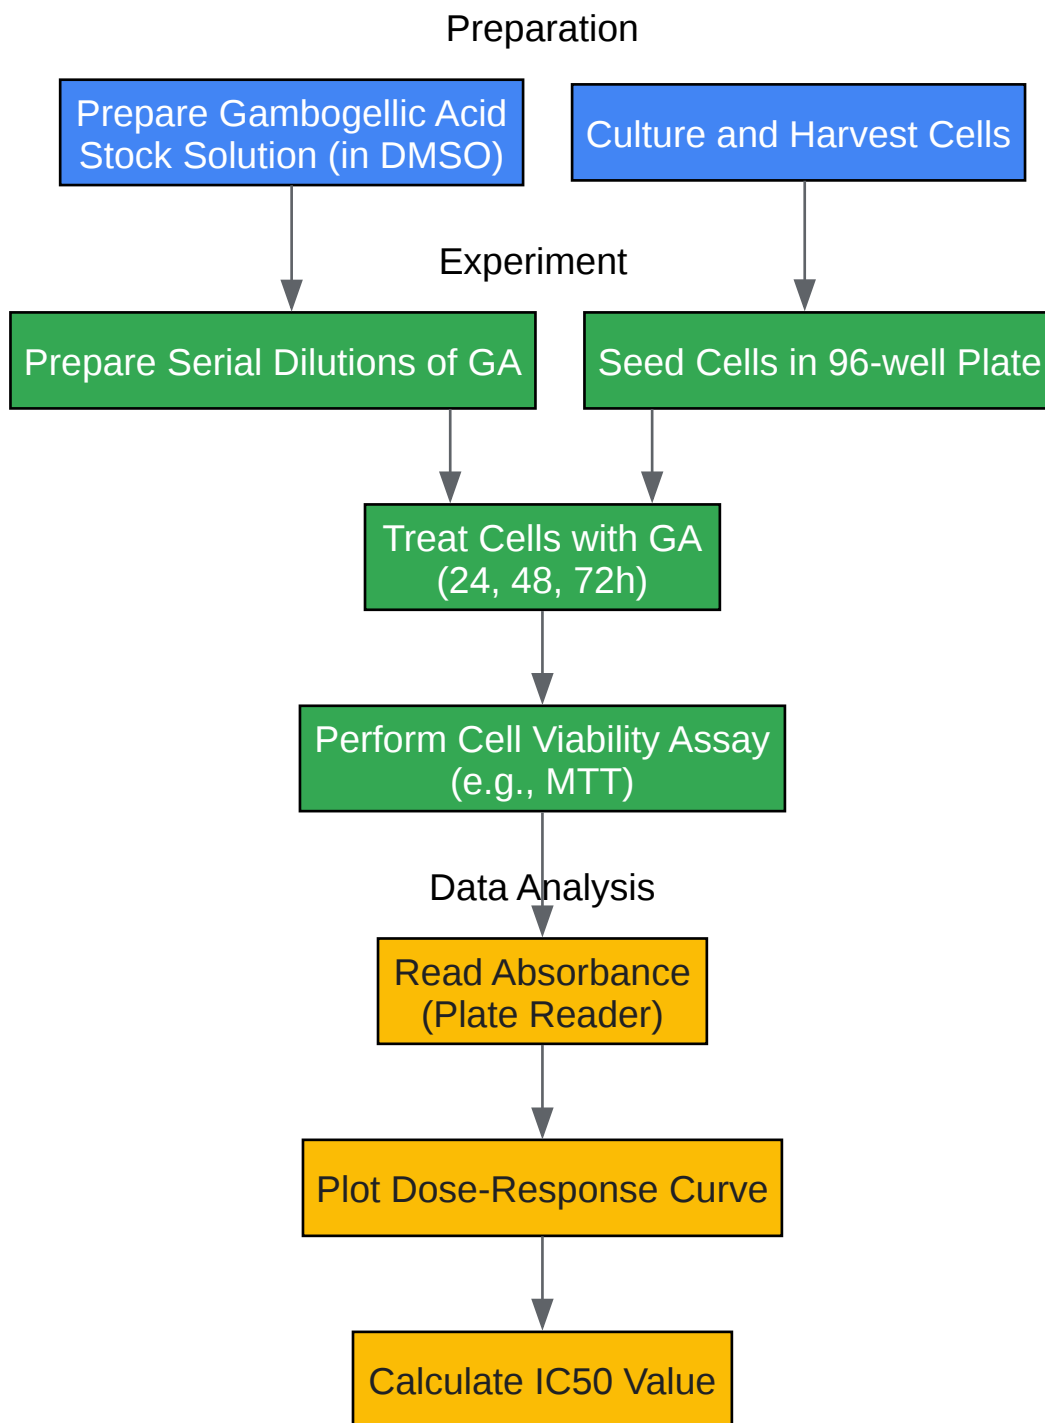 Preparation
Prepare Gambogellic Acid
Stock Solution (in DMSO)
Culture and Harvest Cells
Experiment
Prepare Serial Dilutions of GA
Seed Cells in 96-well Plate
Treat Cells with GA
(24, 48, 72h)
Perform Cell Viability Assay
(e.g., MTT)
Data Analysis
Read Absorbance
(Plate Reader)
Plot Dose-Response Curve
Calculate IC50 Value